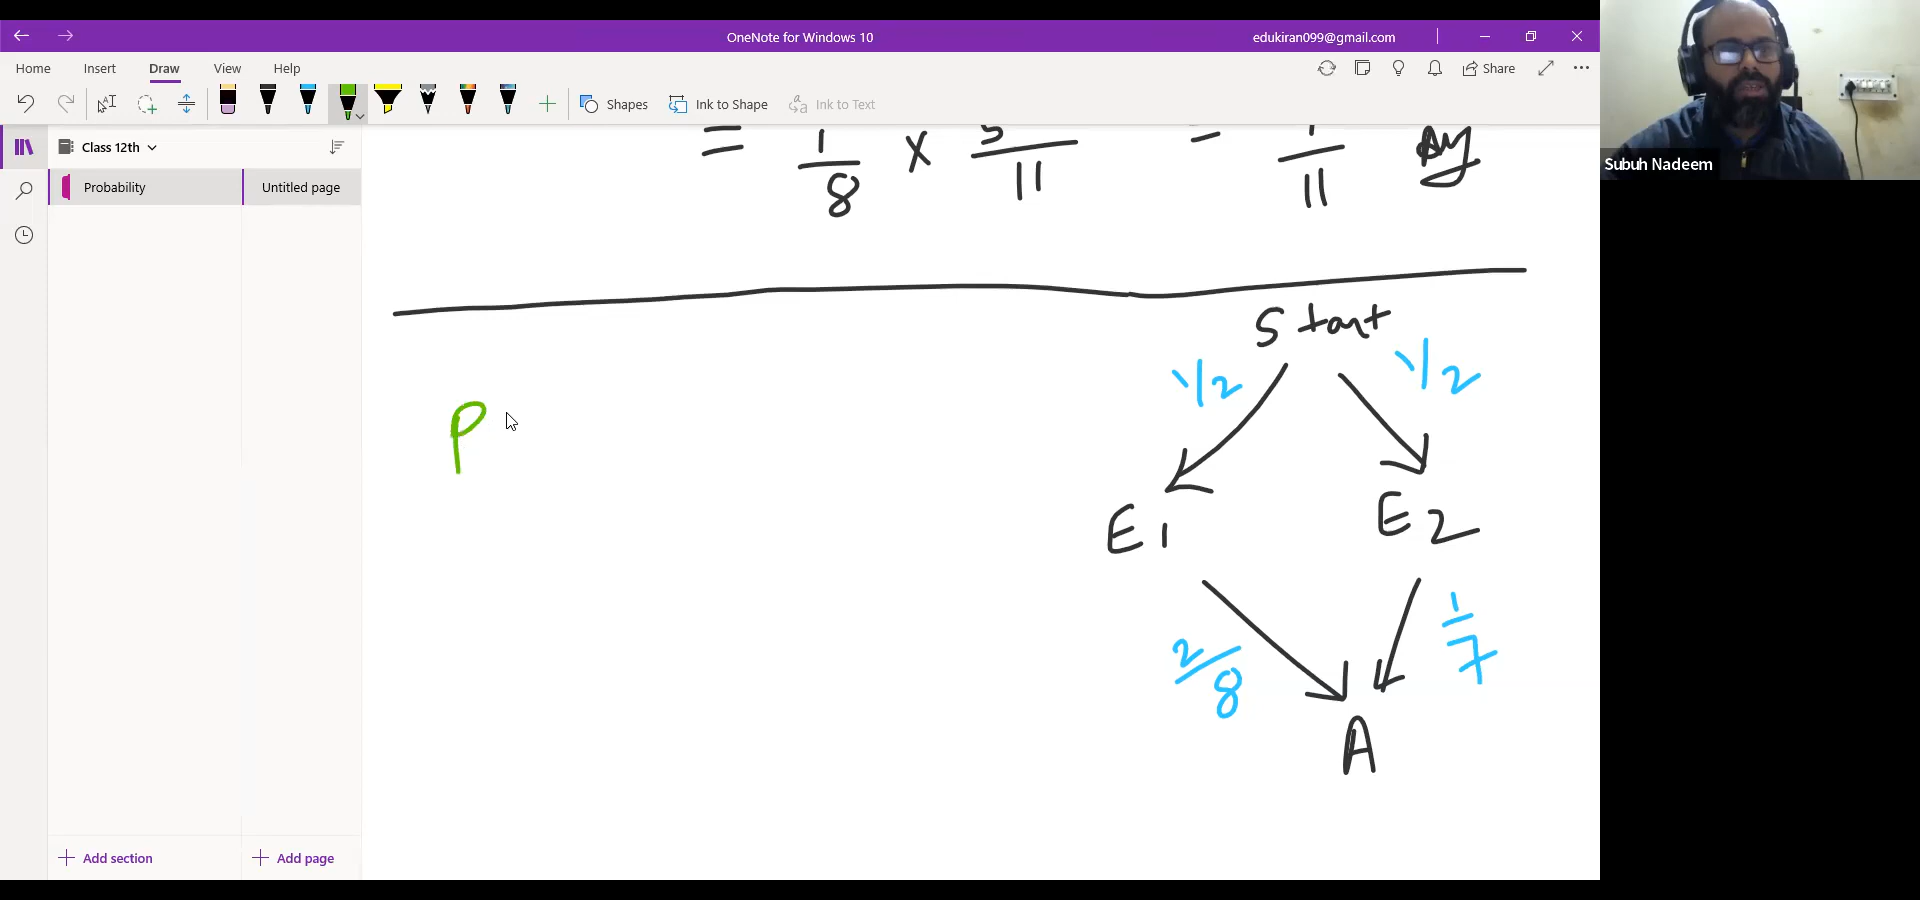 OneNote for Windows 10
edukiran099@gmail.com
Home Insert Draw View Help
Share
Shapes Ink to Shape Ink to Text
Class 12th
Probability
Untitled page
Subuh Nadeem
= 1/8 × 5/11 = 1/11
Start
1/2 1/2
P
E1 E2
2/8 1/7
A
Add section
Add page